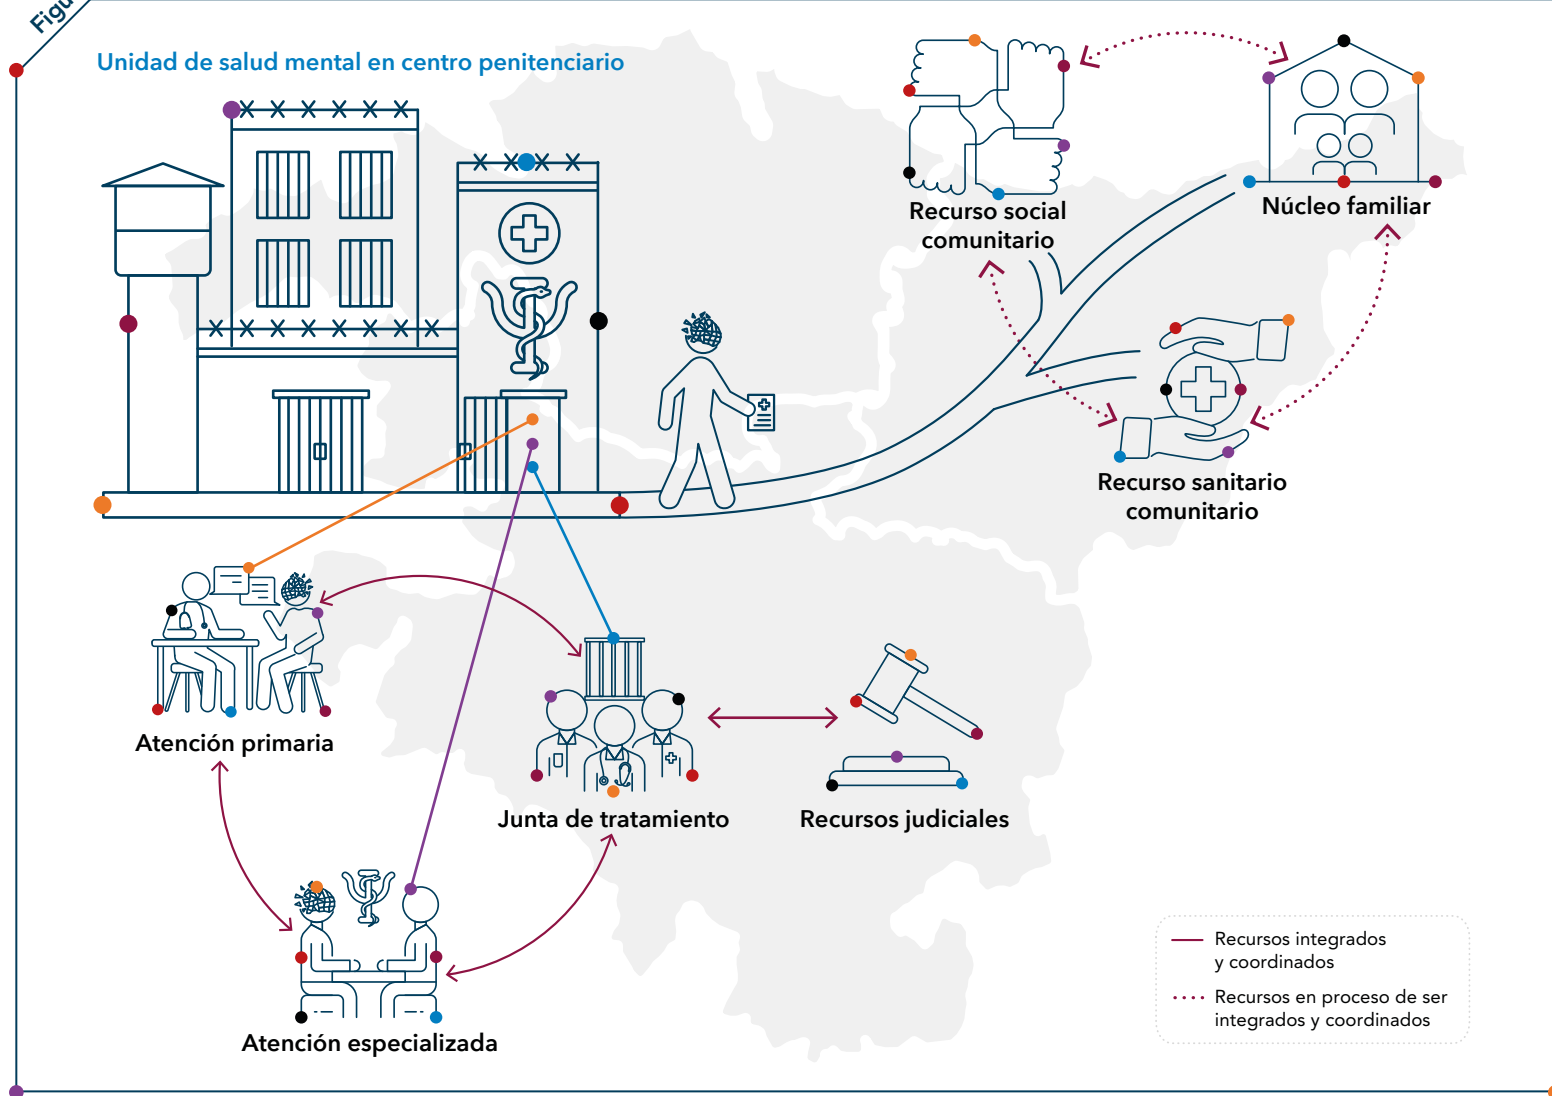 Figu
Unidad de salud mental en centro penitenciario
Recurso social
comunitario
Núcleo familiar
Recurso sanitario
comunitario
Atención primaria
Junta de tratamiento
Recursos judiciales
Atención especializada
Recursos integrados
y coordinados
Recursos en proceso de ser
integrados y coordinados